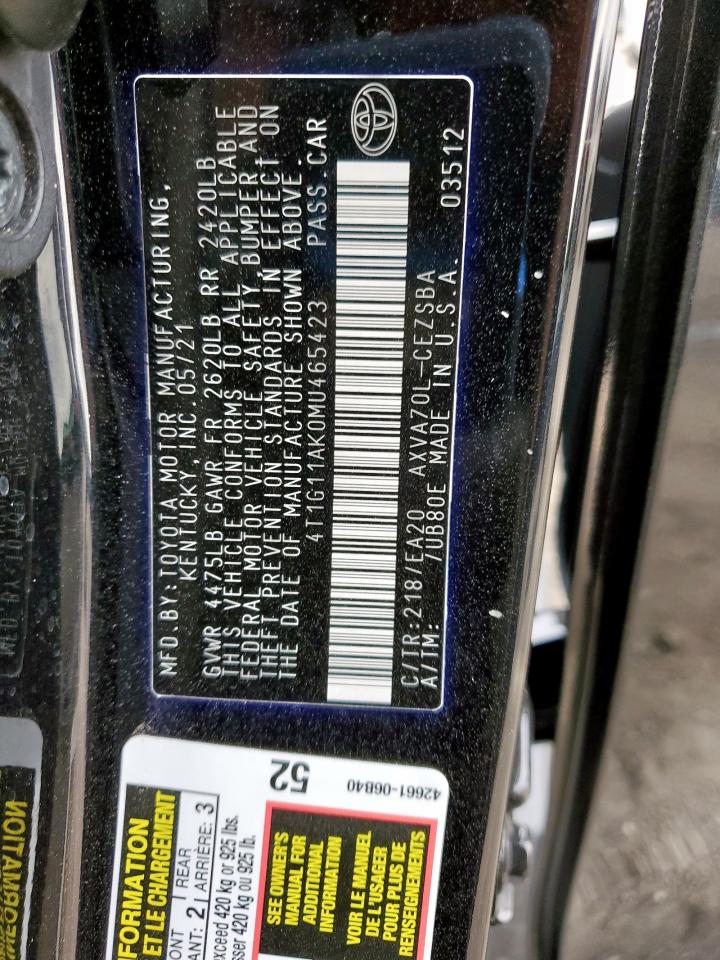 MFD BY:TOYOTA MOTOR MANUFACTURING,
KENTUCKY, INC. 05/21
GVWR 4475LB GAWR FR 2620LB RR 2420LB
THIS VEHICLE CONFORMS TO ALL APPLICABLE
FEDERAL MOTOR VEHICLE SAFETY, BUMPER AND
THEFT PREVENTION STANDARDS IN EFFECT ON
THE DATE OF MANUFACTURE SHOWN ABOVE.
4T1G11AK0MU465423 PASS.CAR
C/TR:218/EA20 AXVA70L-CEZSBA
A/TM: /UB80E MADE IN U.S.A. 03512
52
42661-06B40
INFORMATION
ET LE CHARGEMENT
REAR
ARRIÈRE: 3
ANT: 2
exceed 420 kg or 925 lbs.
420 kg ou 925 lb.
SEE OWNER'S
MANUAL FOR
ADDITIONAL
INFORMATION
VOIR LE MANUEL
DE L'USAGER
POUR PLUS DE
RENSEIGNEMENTS